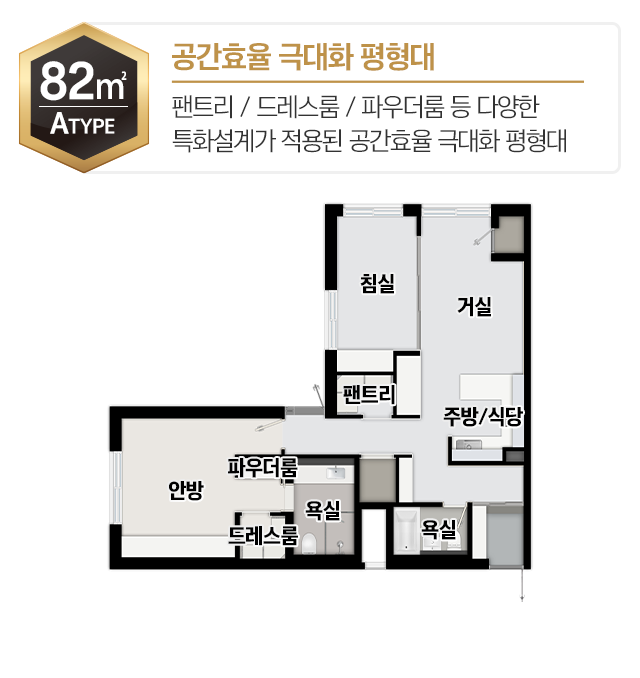 82㎡
A TYPE
공간효율 극대화 평형대
팬트리 / 드레스룸 / 파우더룸 등 다양한
특화설계가 적용된 공간효율 극대화 평형대
침실
거실
팬트리
주방/식당
파우더룸
안방
욕실
욕실
드레스룸